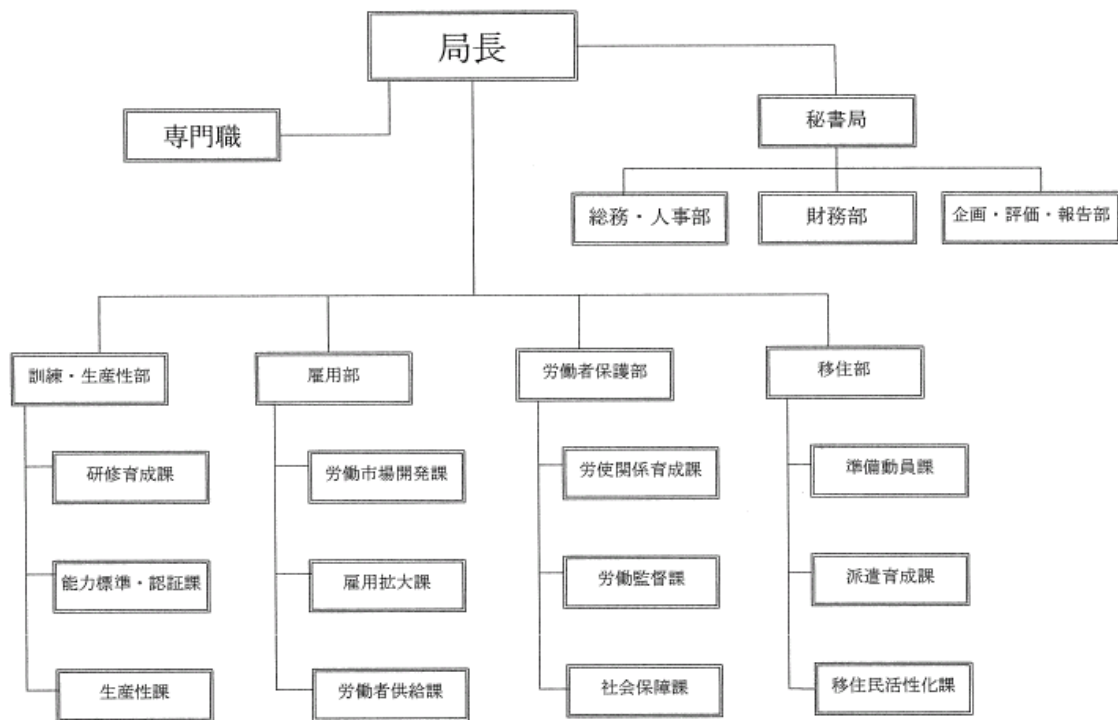 局長
専門職
秘書局
総務・人事部
財務部
企画・評価・報告部
訓練・生産性部
雇用部
労働者保護部
移住部
研修育成課
労働市場開発課
労使関係育成課
準備動員課
能力標準・認証課
雇用拡大課
労働監督課
派遣育成課
生産性課
労働者供給課
社会保障課
移住民活性化課